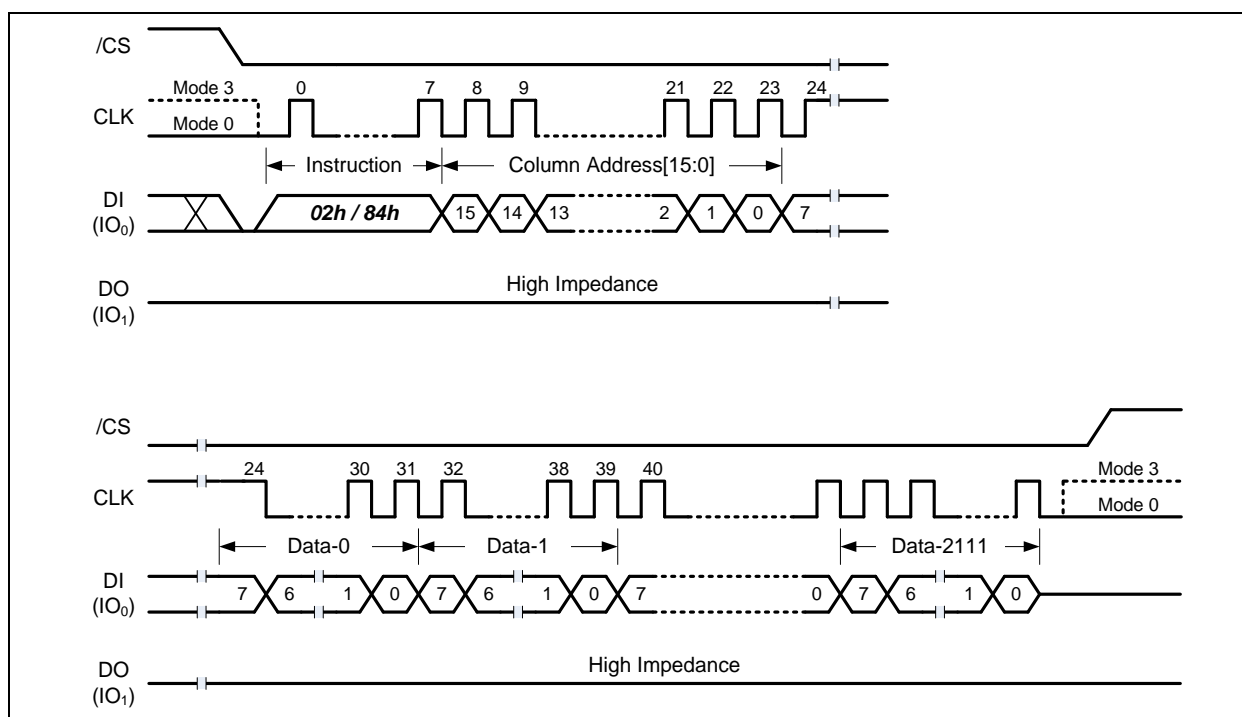 /CS
Mode 3 0 7 8 9 21 22 23 24
CLK
Mode 0
Instruction Column Address[15:0]
DI
(IO₀)
02h / 84h 15 14 13 2 1 0 7
High Impedance
DO
(IO₁)
/CS
24 30 31 32 38 39 40 Mode 3
CLK
Mode 0
Data-0 Data-1 Data-2111
DI
(IO₀)
7 6 1 0 7 6 1 0 7 0 7 6 1 0
High Impedance
DO
(IO₁)